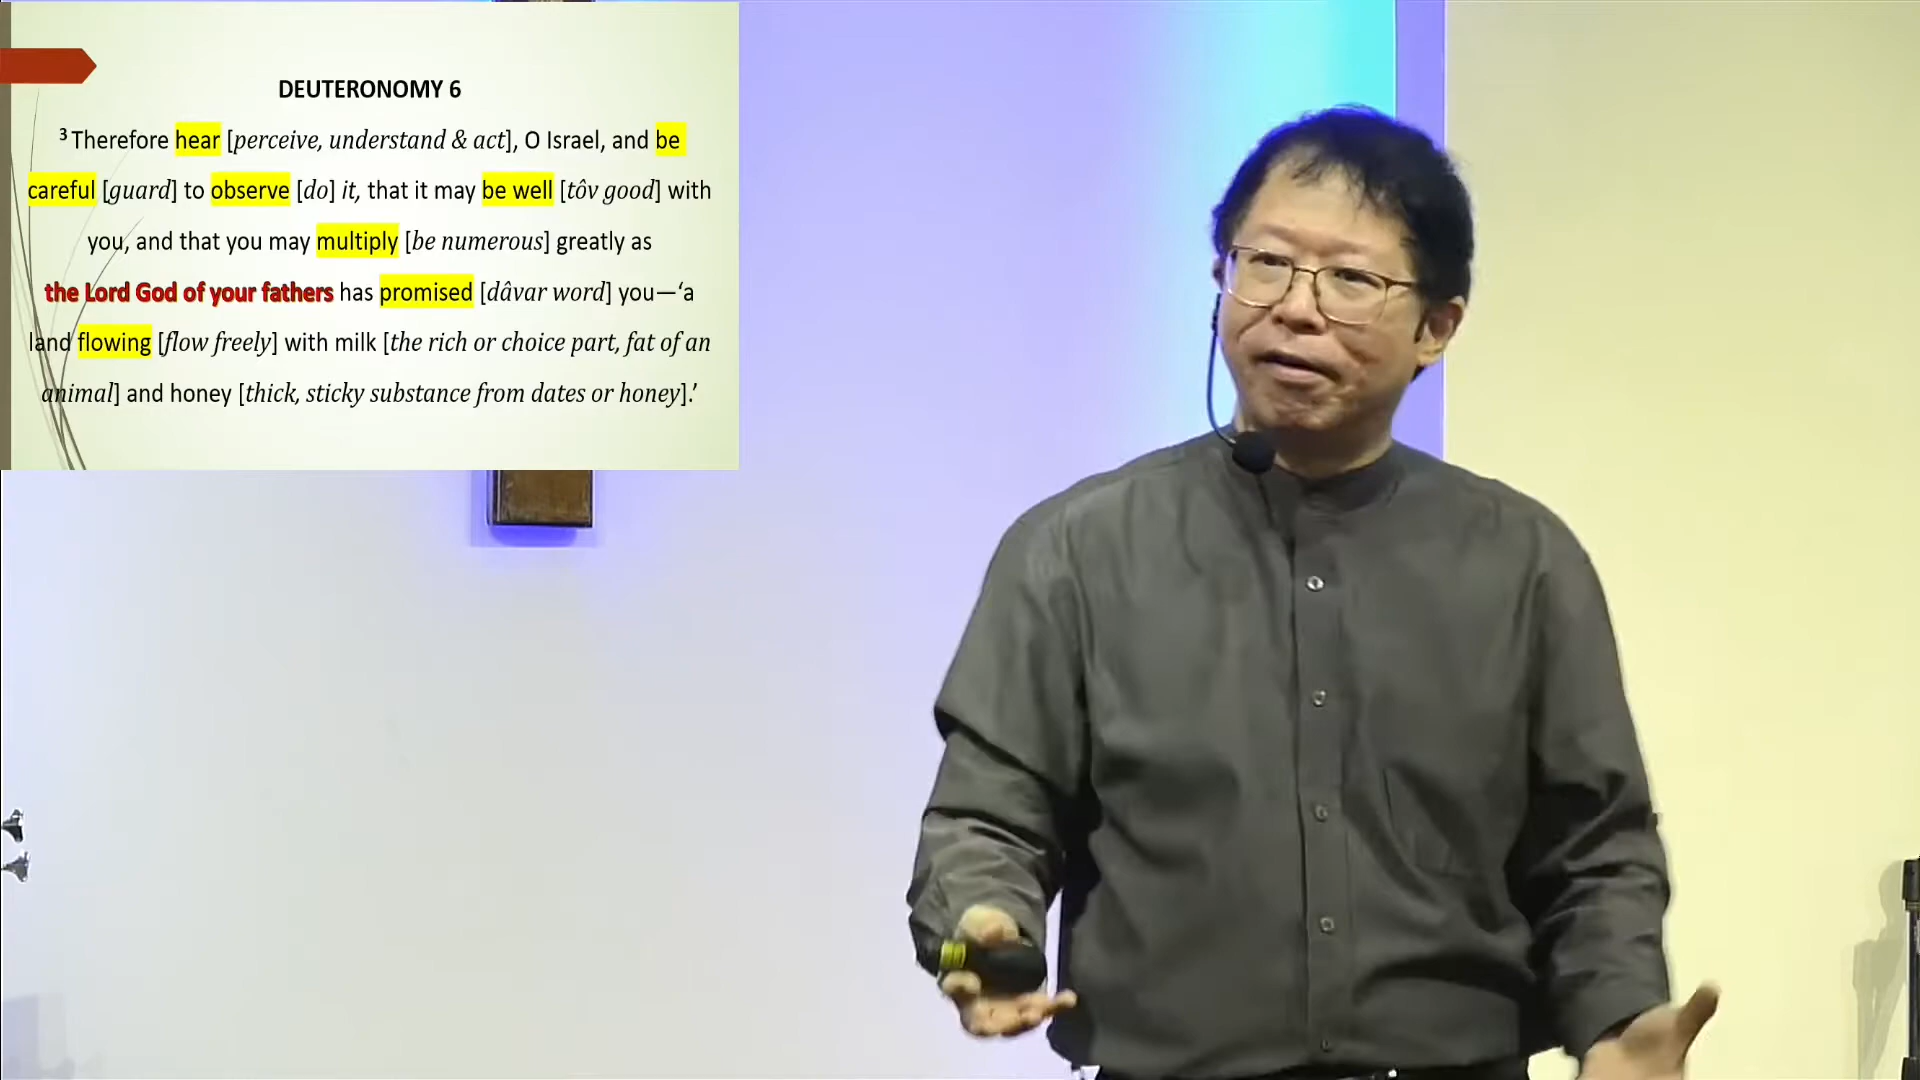 DEUTERONOMY 6
³ Therefore hear [perceive, understand & act], O Israel, and be
careful [guard] to observe [do] it, that it may be well [tôv good] with
you, and that you may multiply [be numerous] greatly as
the Lord God of your fathers has promised [dâvar word] you—‘a
land flowing [flow freely] with milk [the rich or choice part, fat of an
animal] and honey [thick, sticky substance from dates or honey].’